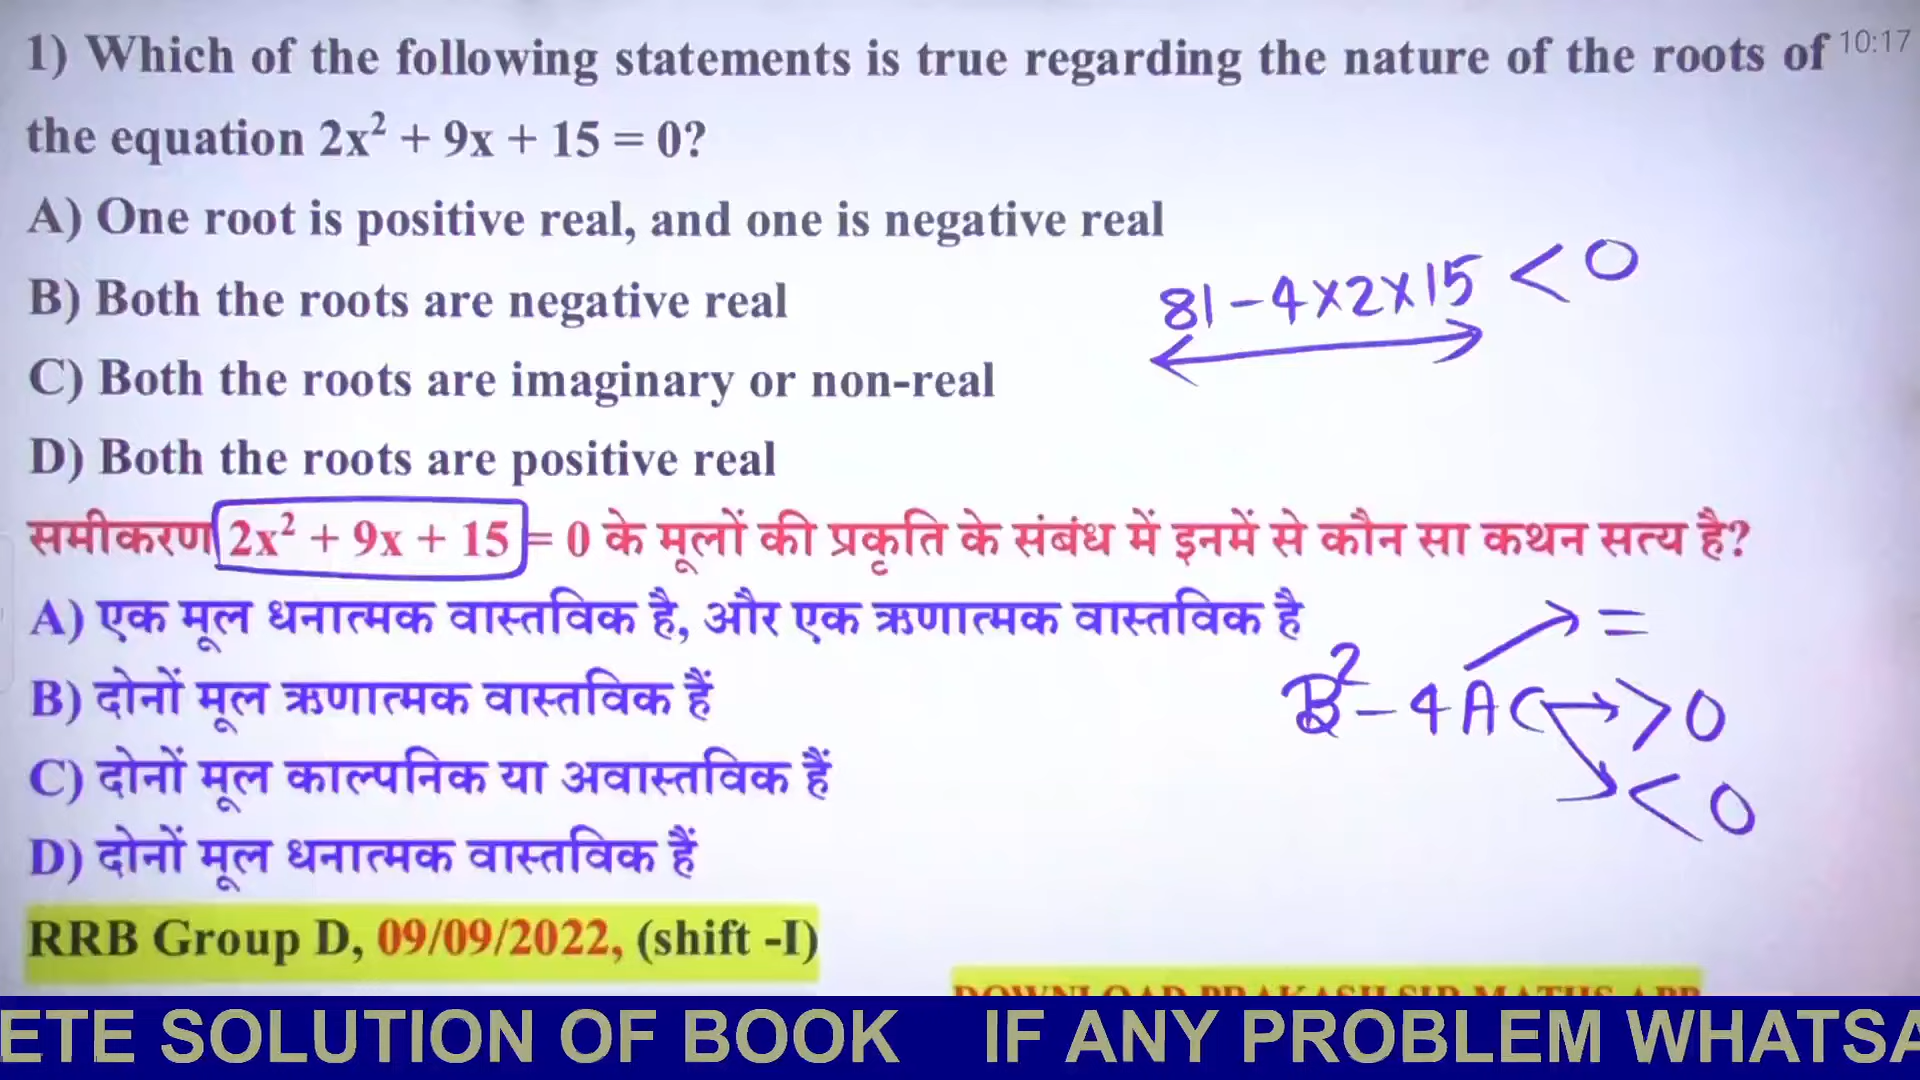 1) Which of the following statements is true regarding the nature of the roots of
10:17
the equation 2x² + 9x + 15 = 0?
A) One root is positive real, and one is negative real
B) Both the roots are negative real
81 - 4×2×15 < 0
C) Both the roots are imaginary or non-real
D) Both the roots are positive real
समीकरण 2x² + 9x + 15 = 0 के मूलों की प्रकृति के संबंध में इनमें से कौन सा कथन सत्य है?
A) एक मूल धनात्मक वास्तविक है, और एक ऋणात्मक वास्तविक है
=
B) दोनों मूल ऋणात्मक वास्तविक हैं
B² - 4AC > 0
C) दोनों मूल काल्पनिक या अवास्तविक हैं
< 0
D) दोनों मूल धनात्मक वास्तविक हैं
RRB Group D, 09/09/2022, (shift -I)
DOWNLOAD PRAKASH SIR MATHS APP
ETE SOLUTION OF BOOK IF ANY PROBLEM WHATSA